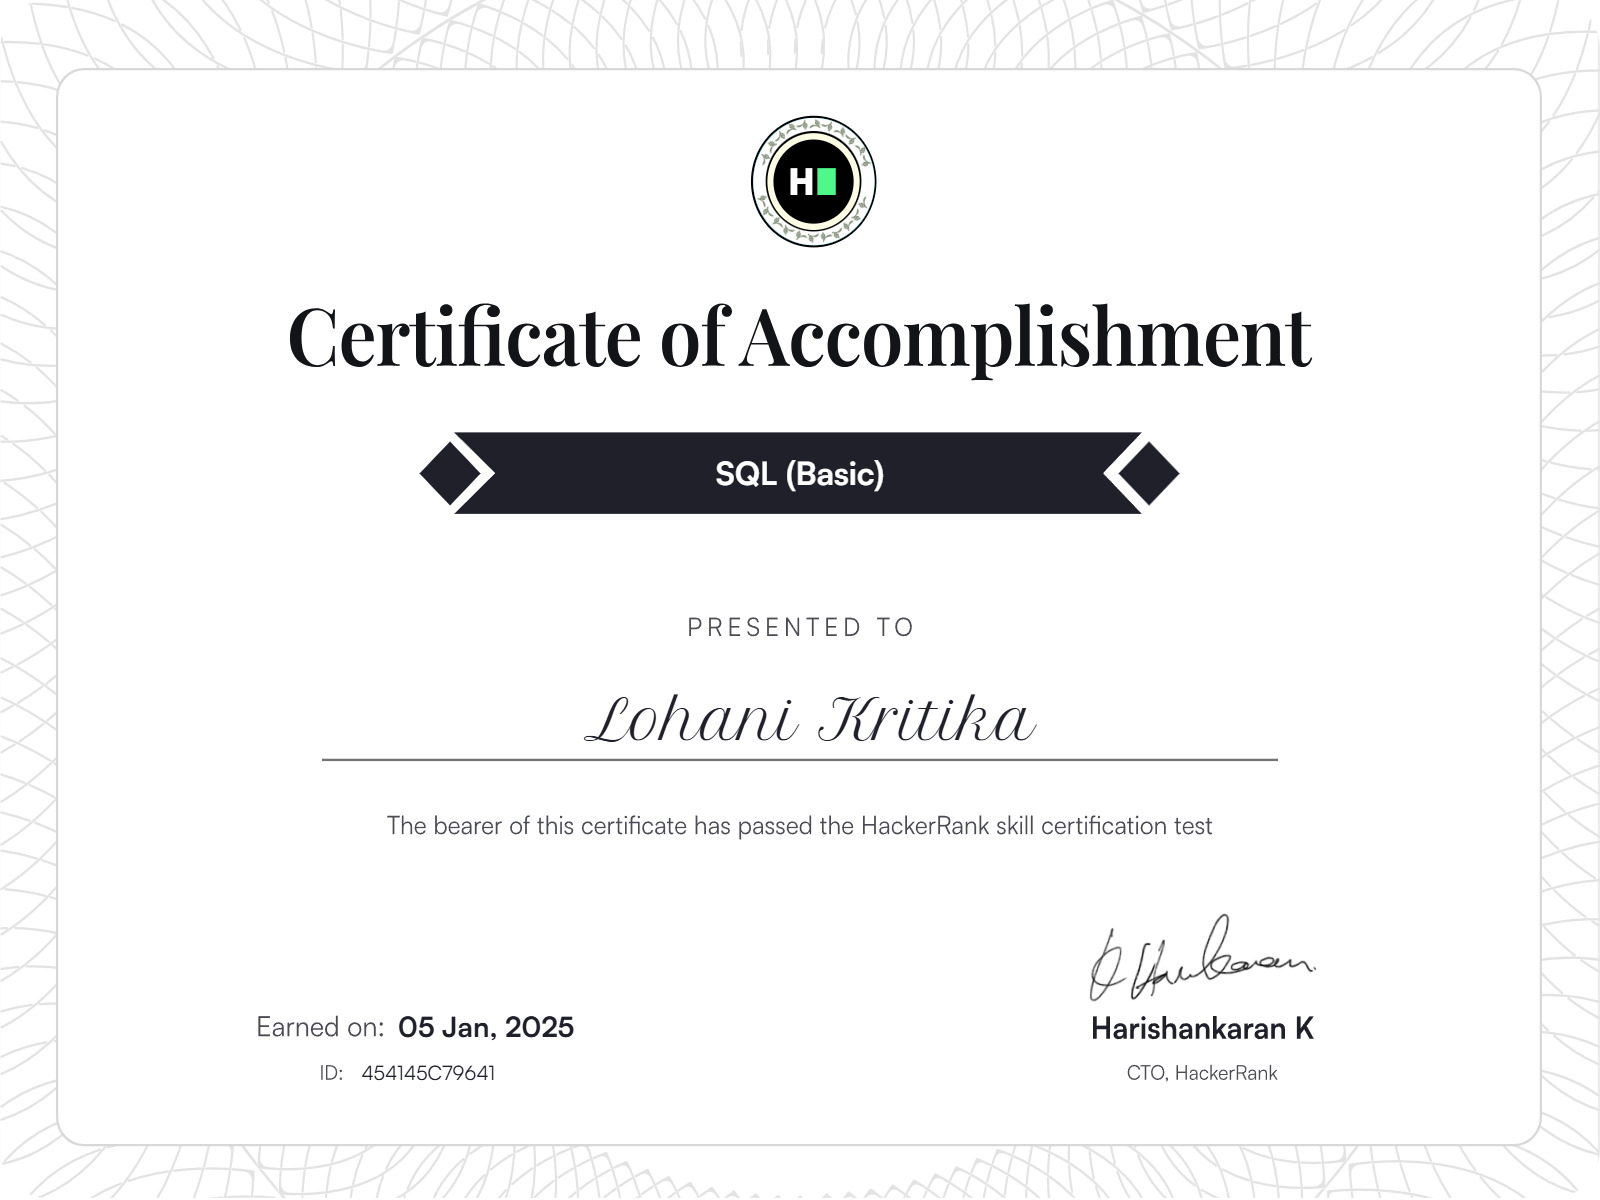 H
Certificate of Accomplishment
SQL (Basic)
PRESENTED TO
Lohani Kritika
The bearer of this certificate has passed the HackerRank skill certification test
Earned on: 05 Jan, 2025
ID: 454145C79641
Harishankaran K
CTO, HackerRank